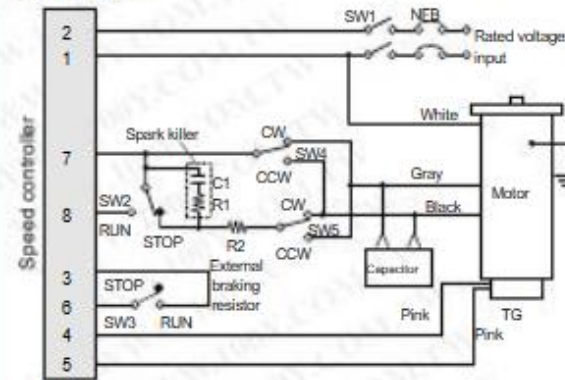 2
SW1
NFB
Rated voltage
1
input
White
Speed controller
Spark killer
CW
7
SW4
Gray
C1
CCW
Motor
SW2
R1
CW
Black
8
RUN
STOP
R2
SW5
CCW
Capacitor
3
STOP
External
braking
resistor
6
SW3
RUN
Pink
TG
4
Pink
5